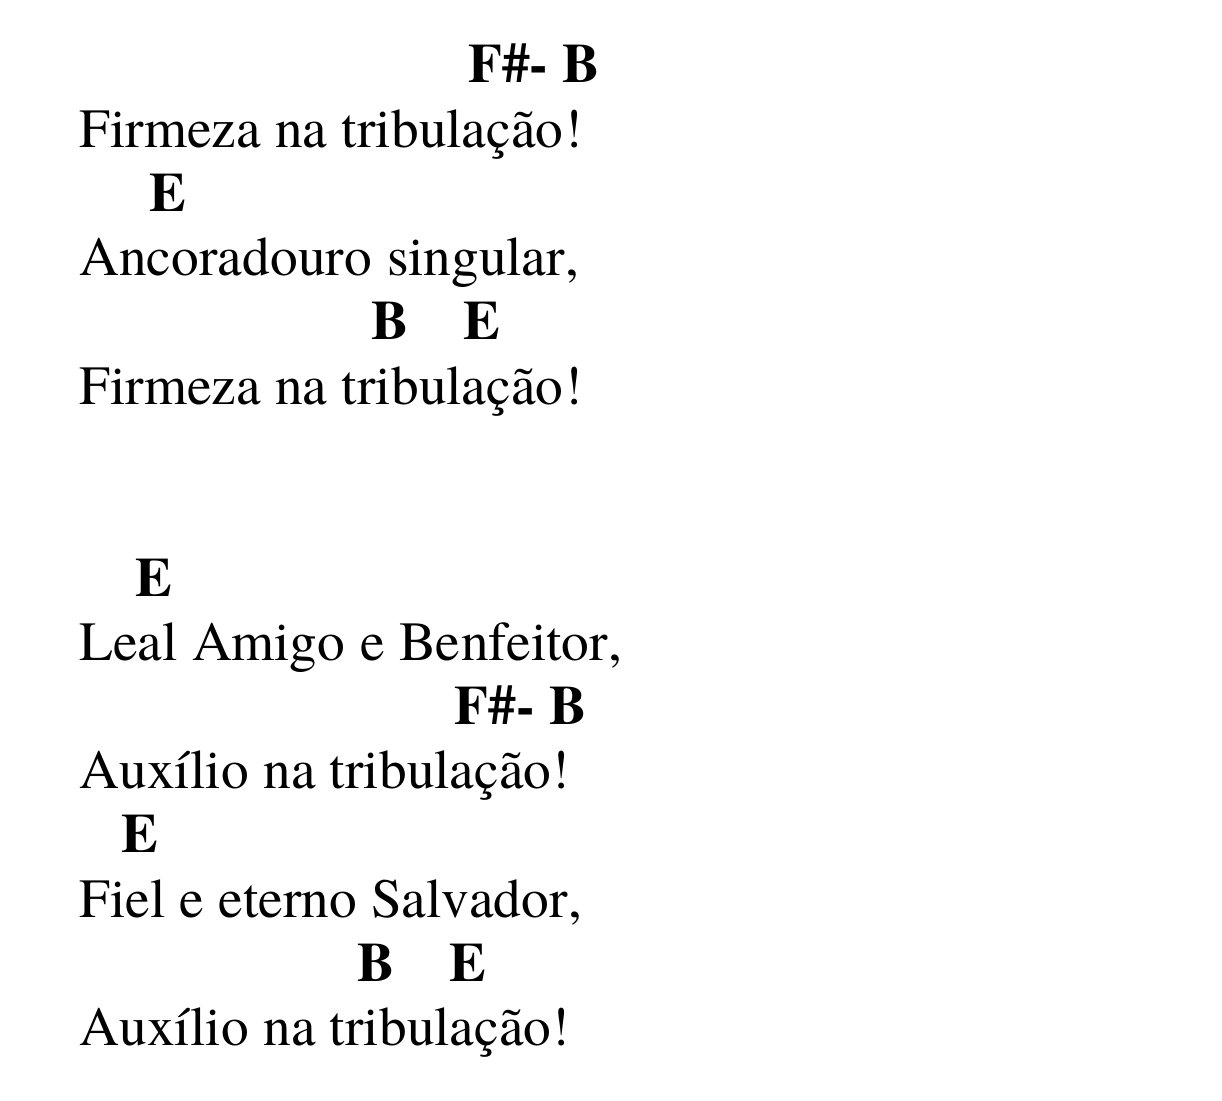 F#- B
Firmeza na tribulação!
E
Ancoradouro singular,
B E
Firmeza na tribulação!
E
Leal Amigo e Benfeitor,
F#- B
Auxílio na tribulação!
E
Fiel e eterno Salvador,
B E
Auxílio na tribulação!